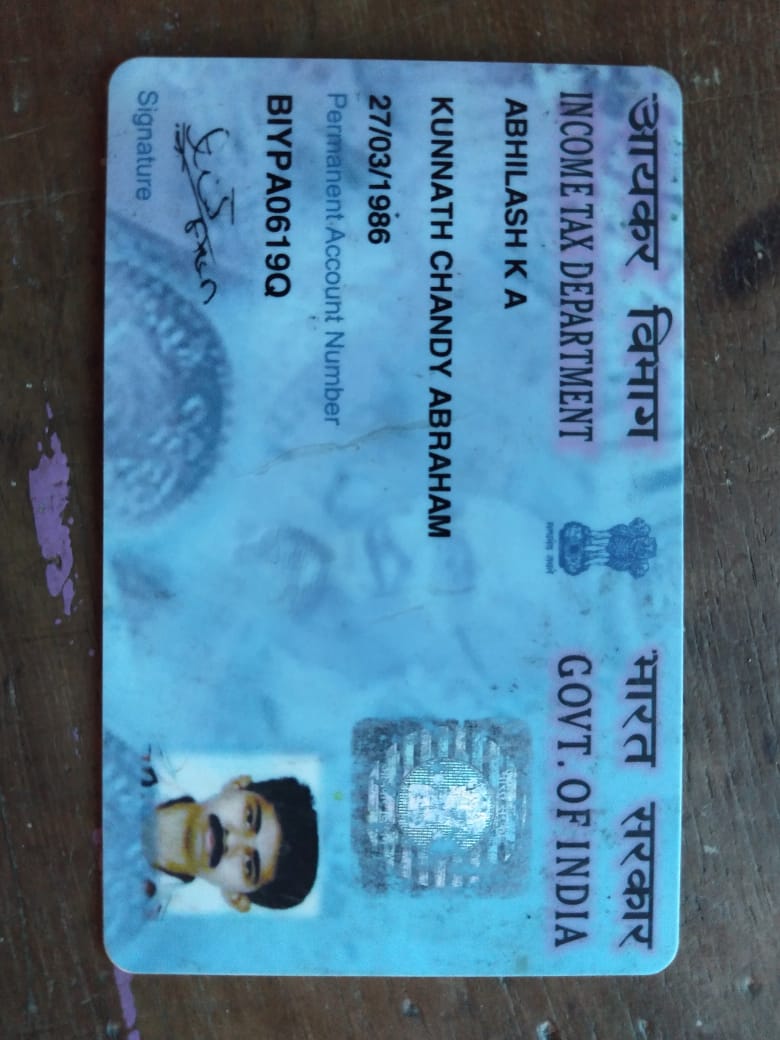 आयकर विभाग
INCOME TAX DEPARTMENT
भारत सरकार
GOVT. OF INDIA
ABHILASH K A
KUNNATH CHANDY ABRAHAM
27/03/1986
Permanent Account Number
BIYPA0619Q
Signature